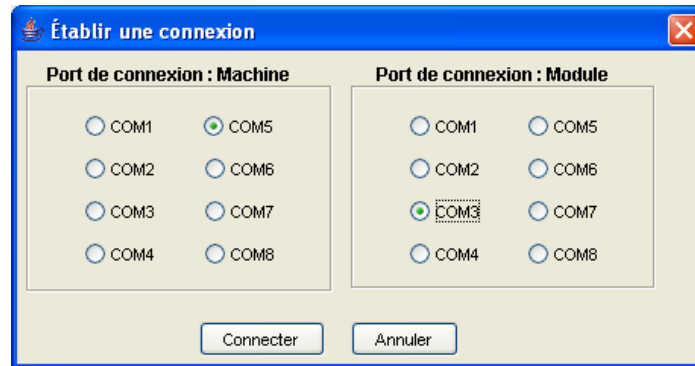 Établir une connexion
Port de connexion : Machine Port de connexion : Module
COM1 COM5 COM1 COM5
COM2 COM6 COM2 COM6
COM3 COM7 COM3 COM7
COM4 COM8 COM4 COM8
Connecter Annuler